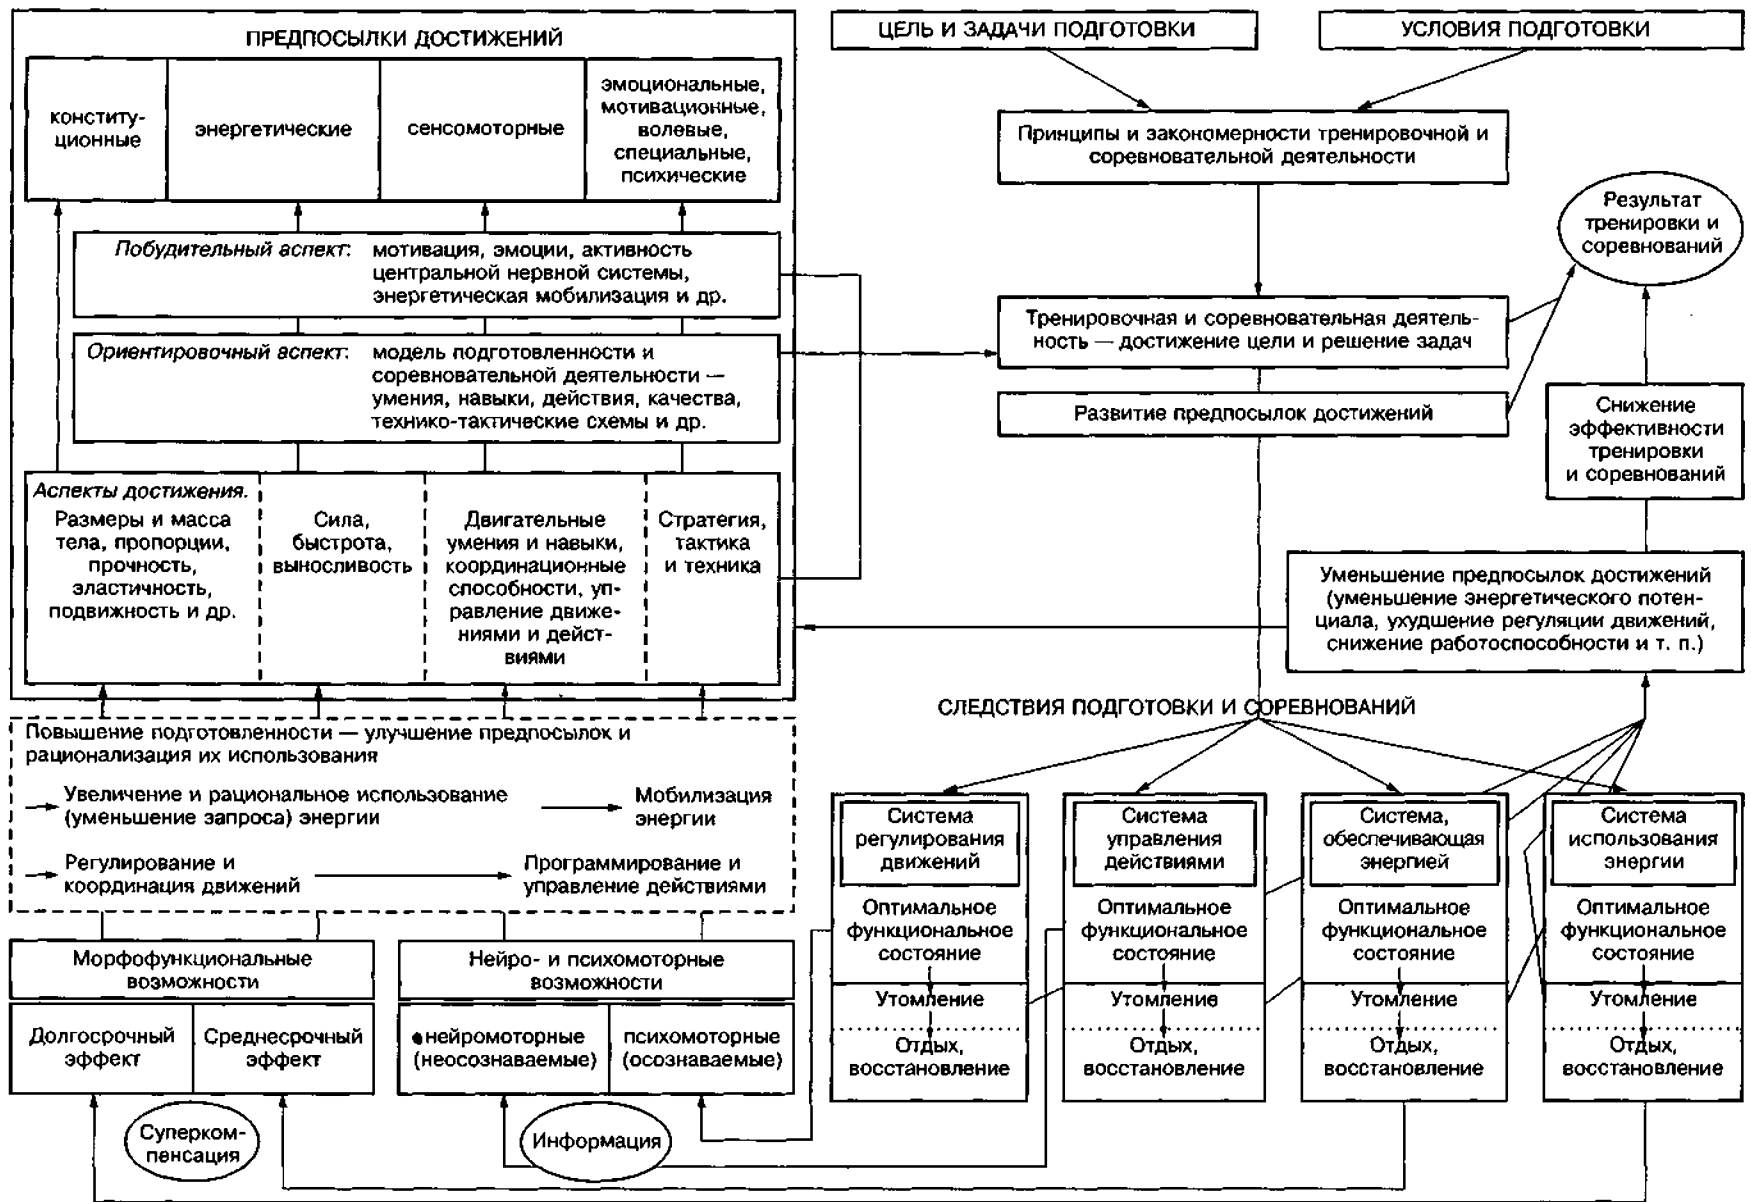 ПРЕДПОСЫЛКИ ДОСТИЖЕНИЙ
конститу-
ционные
энергетические
сенсомоторные
эмоциональные,
мотивационные,
волевые,
специальные,
психические
Побудительный аспект: мотивация, эмоции, активность
центральной нервной системы,
энергетическая мобилизация и др.
Ориентировочный аспект: модель подготовленности и
соревновательной деятельности —
умения, навыки, действия, качества,
технико-тактические схемы и др.
Аспекты достижения.
Размеры и масса
тела, пропорции,
прочность,
эластичность,
подвижность и др.
Сила,
быстрота,
выносливость
Двигательные
умения и навыки,
координационные
способности, уп-
равление движе-
ниями и дейст-
виями
Стратегия,
тактика
и техника
Повышение подготовленности — улучшение предпосылок и
рационализация их использования
Увеличение и рациональное использование
(уменьшение запроса) энергии
Мобилизация
энергии
Регулирование и
координация движений
Программирование и
управление действиями
Морфофункциональные
возможности
Нейро- и психомоторные
возможности
Долгосрочный
эффект
Среднесрочный
эффект
нейромоторные
(неосознаваемые)
психомоторные
(осознаваемые)
Суперком-
пенсация
Информация
ЦЕЛЬ И ЗАДАЧИ ПОДГОТОВКИ
УСЛОВИЯ ПОДГОТОВКИ
Принципы и закономерности тренировочной и
соревновательной деятельности
Результат
тренировки и
соревнований
Тренировочная и соревновательная деятель-
ность — достижение цели и решение задач
Развитие предпосылок достижений
Снижение
эффективности
тренировки
и соревнований
Уменьшение предпосылок достижений
(уменьшение энергетического потен-
циала, ухудшение регуляции движений,
снижение работоспособности и т. п.)
СЛЕДСТВИЯ ПОДГОТОВКИ И СОРЕВНОВАНИЙ
Система
регулирования
движений
Оптимальное
функциональное
состояние
Утомление
Отдых,
восстановление
Система
управления
действиями
Оптимальное
функциональное
состояние
Утомление
Отдых,
восстановление
Система,
обеспечивающая
энергией
Оптимальное
функциональное
состояние
Утомление
Отдых,
восстановление
Система
использования
энергии
Оптимальное
функциональное
состояние
Утомление
Отдых,
восстановление